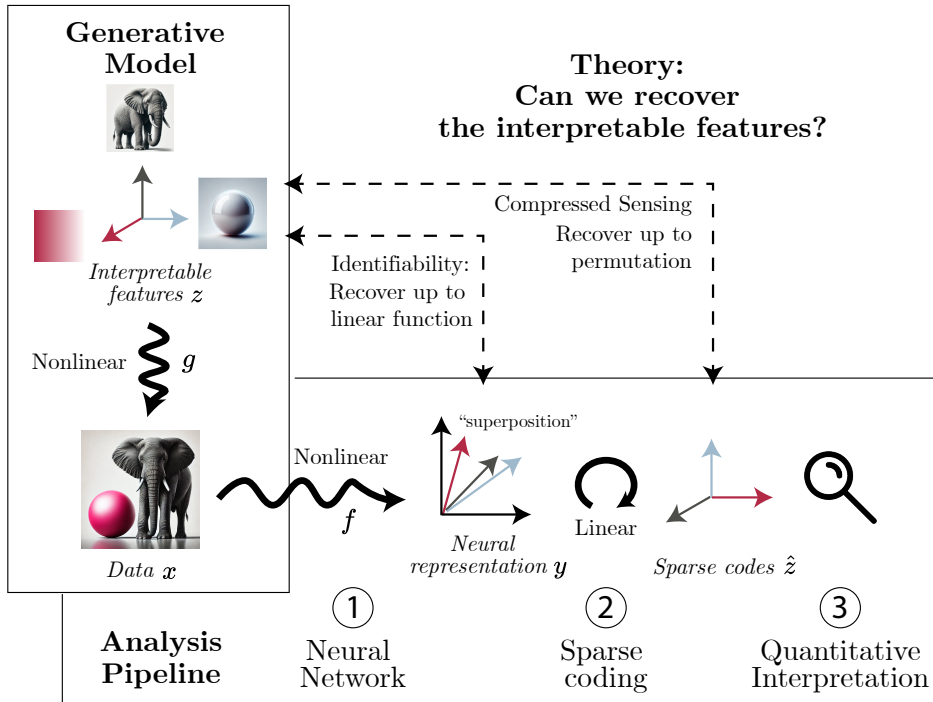 Generative
Model
Theory:
Can we recover
the interpretable features?
Compressed Sensing
Recover up to
permutation
Identifiability:
Recover up to
linear function
Interpretable
features z
Nonlinear
g
"superposition"
Nonlinear
f
Linear
Neural
representation y
Sparse codes ẑ
Data x
Analysis
Pipeline
1
Neural
Network
2
Sparse
coding
3
Quantitative
Interpretation